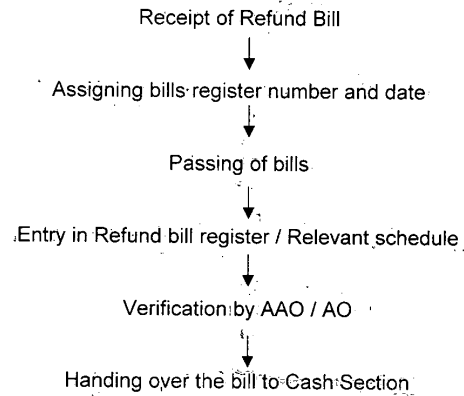 Receipt of Refund Bill
Assigning bills register number and date
Passing of bills
Entry in Refund bill register / Relevant schedule
Verification by AAO / AO
Handing over the bill to Cash Section